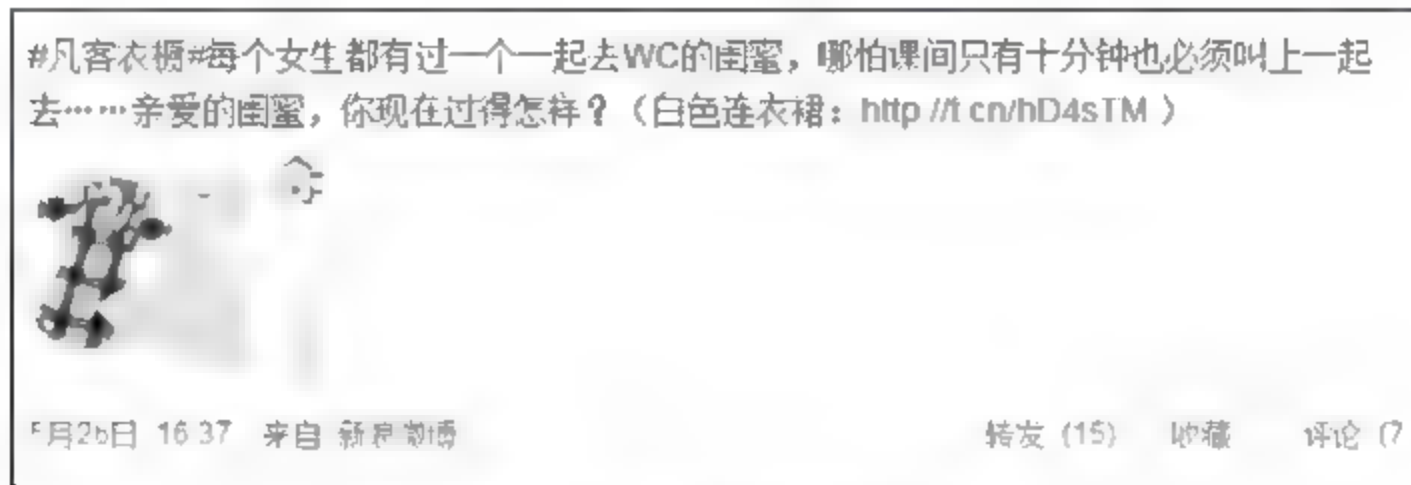 #凡客衣橱#每个女生都有过一个一起去WC的闺蜜，哪怕课间只有十分钟也必须叫上一起
去……亲爱的闺蜜，你现在过得怎样？（白色连衣裙：http //t cn/hD4sTM ）
月26日 16 37 来自 新浪微博
转发 (15) 收藏 评论 (7